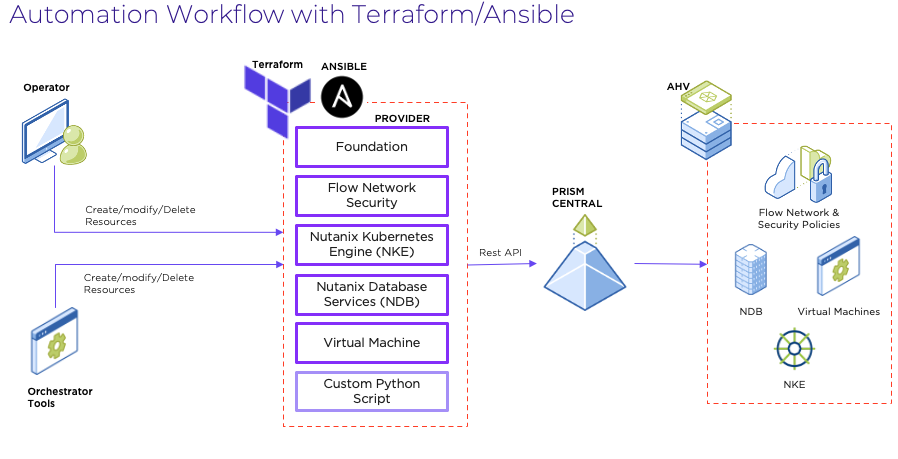 Automation Workflow with Terraform/Ansible
Operator
Terraform
ANSIBLE
PROVIDER
Foundation
Flow Network
Security
Nutanix Kubernetes
Engine (NKE)
Nutanix Database
Services (NDB)
Virtual Machine
Custom Python
Script
Create/modify/Delete
Resources
Create/modify/Delete
Resources
Orchestrator
Tools
Rest API
PRISM
CENTRAL
AHV
Flow Network &
Security Policies
NDB
Virtual Machines
NKE